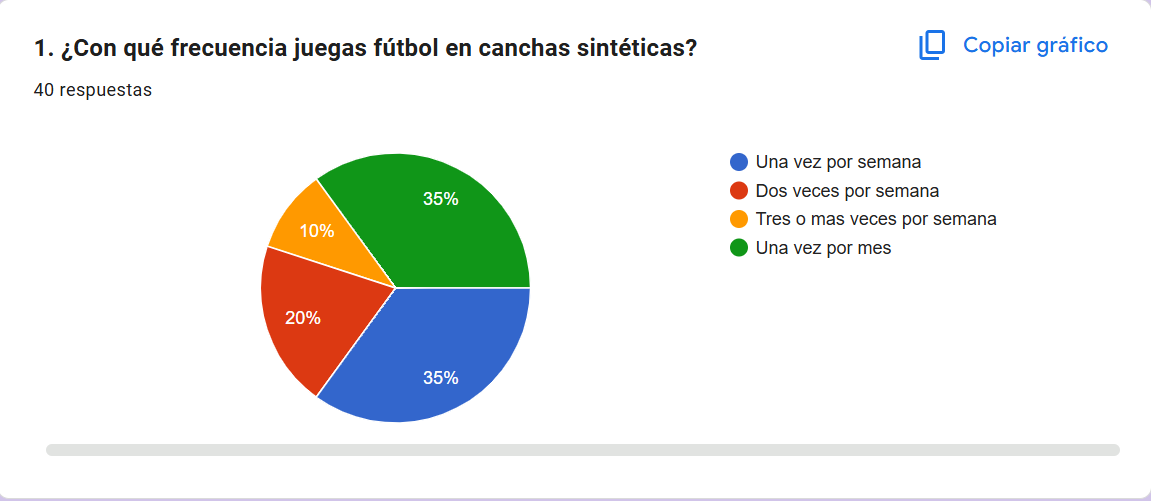 1. ¿Con qué frecuencia juegas fútbol en canchas sintéticas?
Copiar gráfico
40 respuestas
Una vez por semana
Dos veces por semana
Tres o mas veces por semana
Una vez por mes
35%
10%
20%
35%